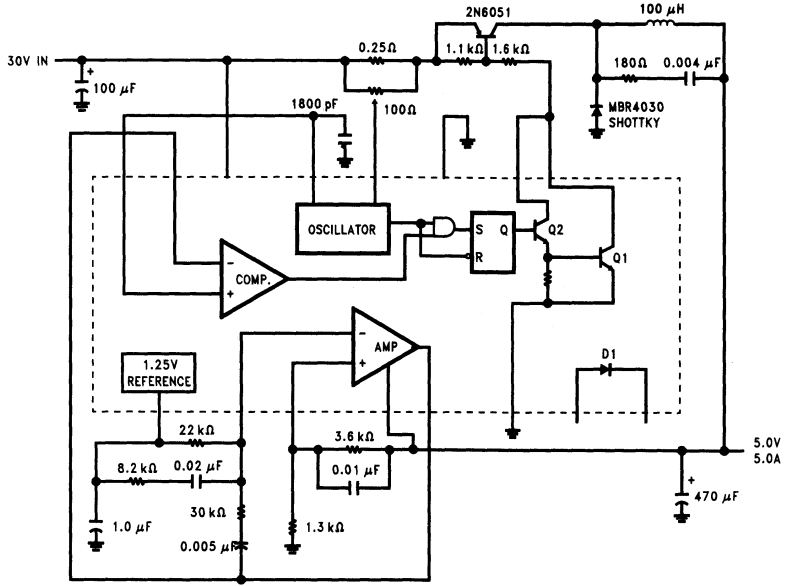 2N6051
100 μH
30V IN
0.25Ω
1.1 kΩ
1.6 kΩ
180Ω
0.004 μF
+
100 μF
1800 pF
100Ω
MBR4030
SHOTTKY
OSCILLATOR
S Q
R
Q2
Q1
−
COMP.
+
−
AMP
+
1.25V
REFERENCE
D1
22 kΩ
3.6 kΩ
5.0V
5.0A
8.2 kΩ
0.02 μF
0.01 μF
+
470 μF
1.0 μF
30 kΩ
1.3 kΩ
0.005 μF